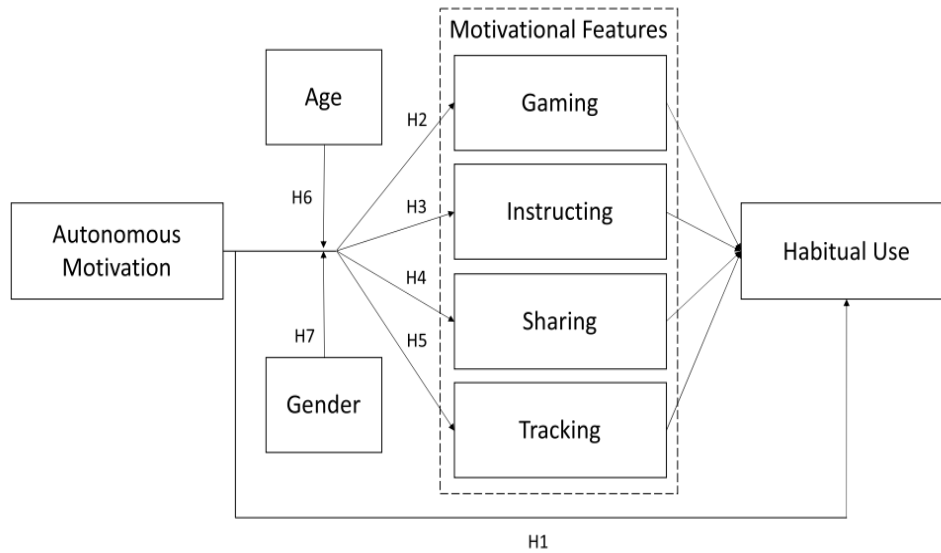 Motivational Features
Age
Gaming
H2
H6
H3
Instructing
Autonomous
Motivation
Habitual Use
H4
Sharing
H7
H5
Gender
Tracking
H1